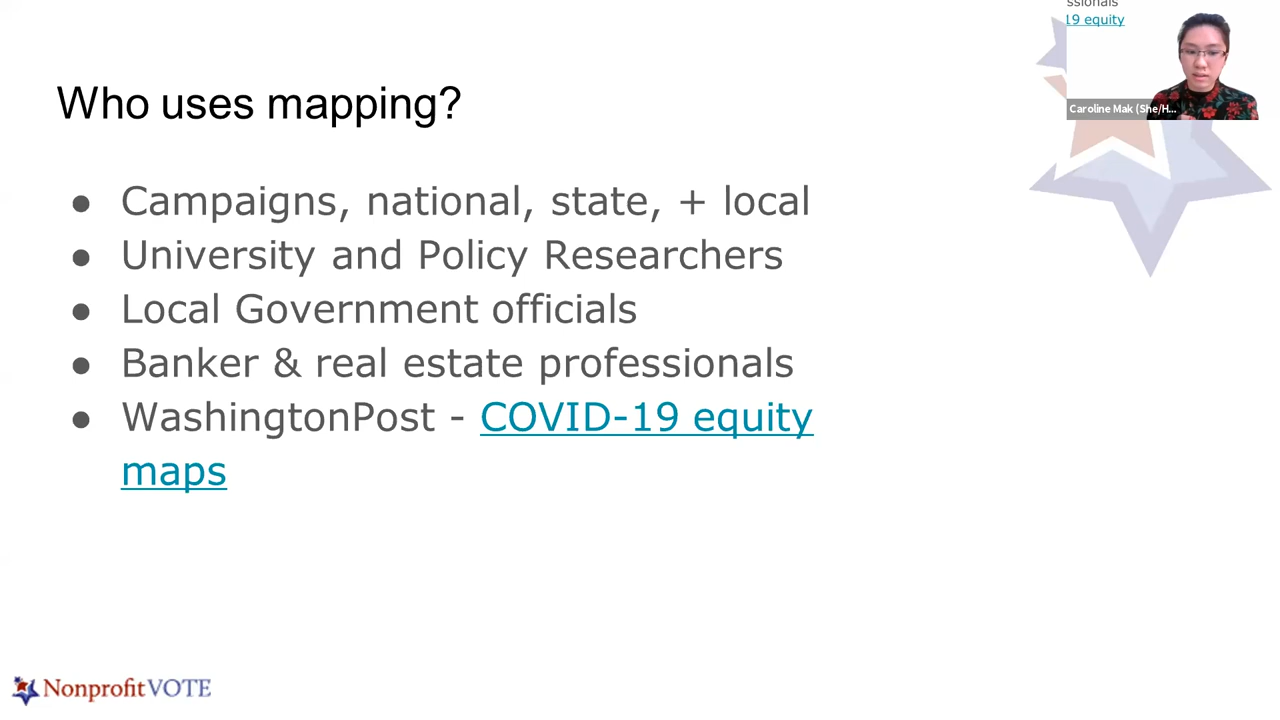 ssionals
19 equity
Caroline Mak (She/H...
Who uses mapping?
● Campaigns, national, state, + local
● University and Policy Researchers
● Local Government officials
● Banker & real estate professionals
● WashingtonPost - COVID-19 equity
maps
NonprofitVOTE